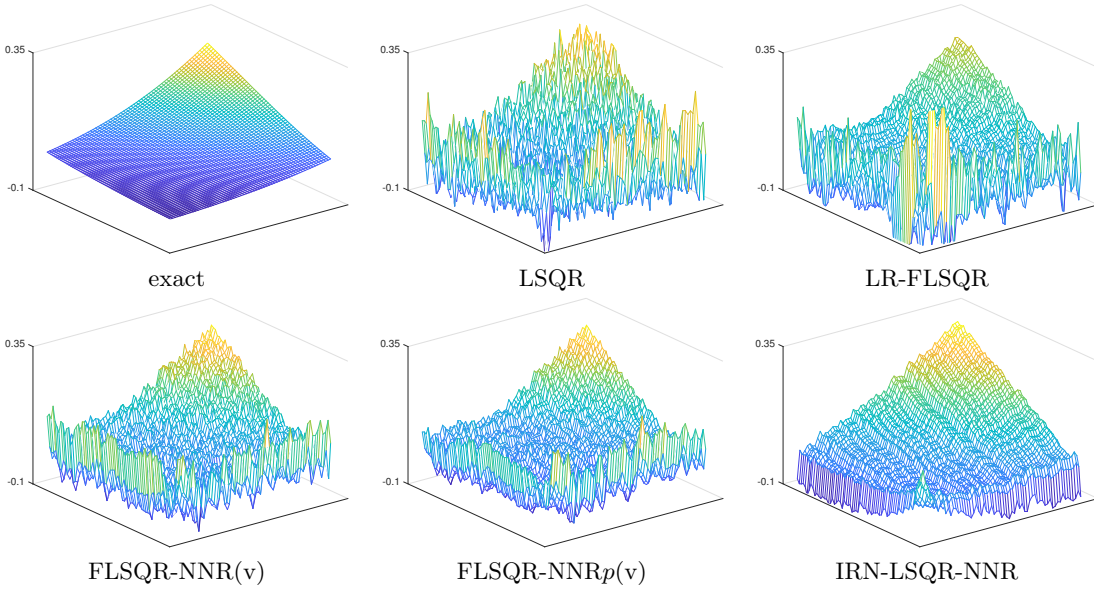 0.35
-0.1
exact
0.35
-0.1
LSQR
0.35
-0.1
LR-FLSQR
0.35
-0.1
FLSQR-NNR(v)
0.35
-0.1
FLSQR-NNRp(v)
0.35
-0.1
IRN-LSQR-NNR